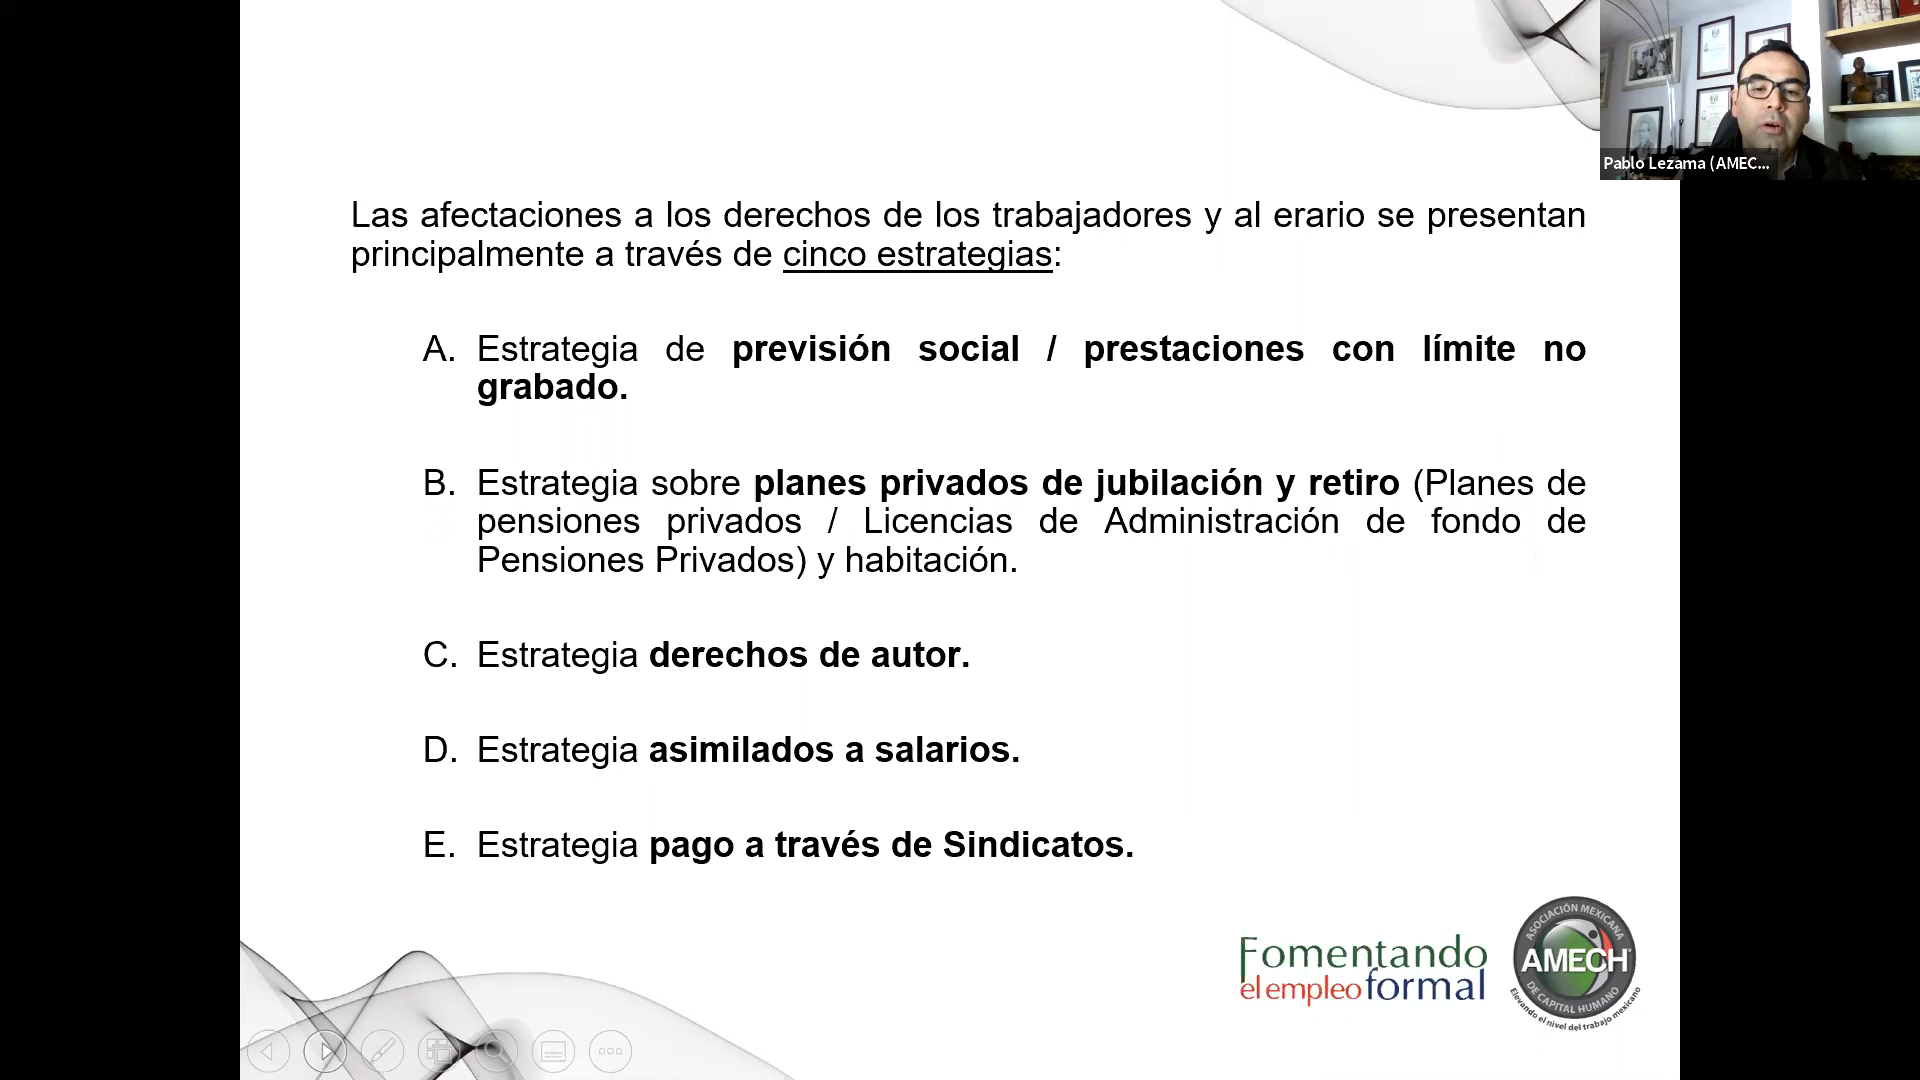 Pablo Lezama (AMEC...
Las afectaciones a los derechos de los trabajadores y al erario se presentan
principalmente a través de cinco estrategias:
A. Estrategia de previsión social / prestaciones con límite no
grabado.
B. Estrategia sobre planes privados de jubilación y retiro (Planes de
pensiones privados / Licencias de Administración de fondo de
Pensiones Privados) y habitación.
C. Estrategia derechos de autor.
D. Estrategia asimilados a salarios.
E. Estrategia pago a través de Sindicatos.
Fomentando
el empleo formal
ASOCIACIÓN MEXICANA
AMECH
DE CAPITAL HUMANO
Elevando el nivel del trabajo mexicano